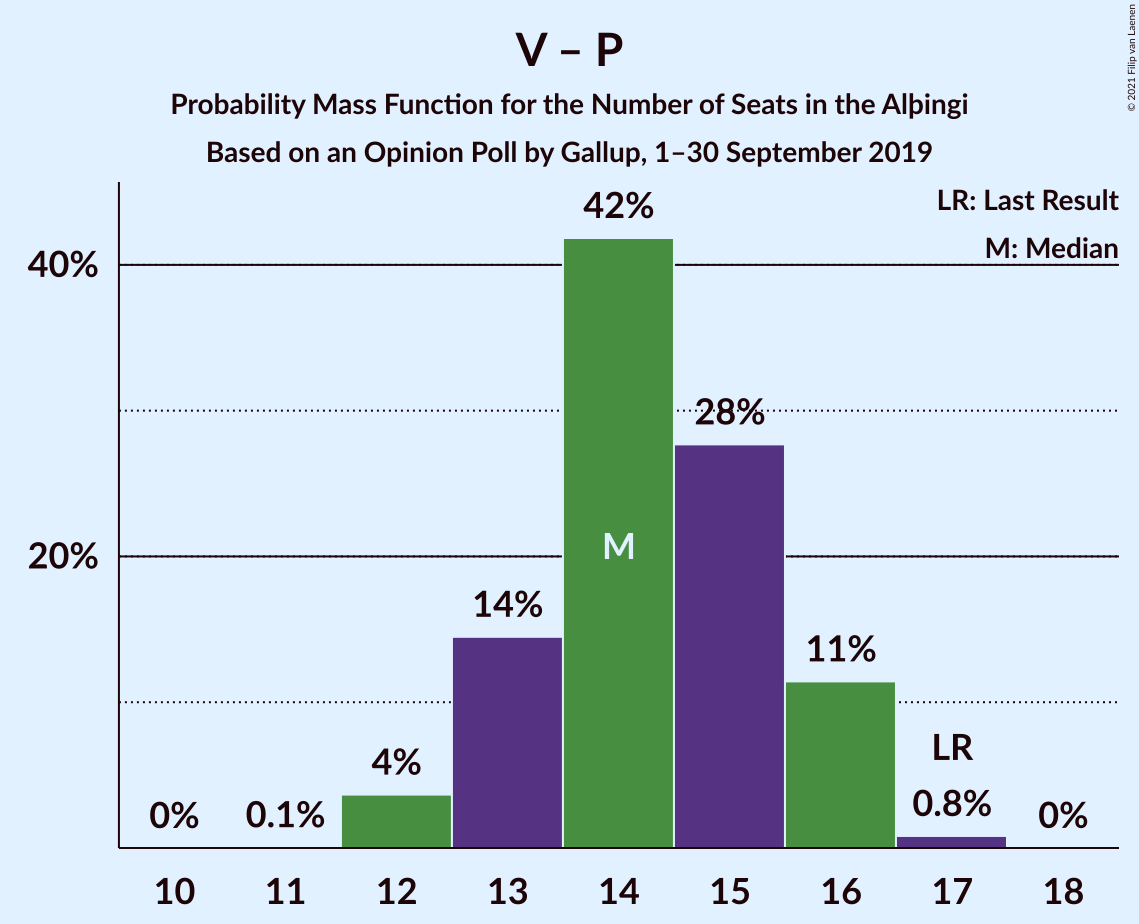 V – P
Probability Mass Function for the Number of Seats in the Alþingi
Based on an Opinion Poll by Gallup, 1–30 September 2019
© 2021 Filip van Laenen
LR: Last Result
M: Median
42%
40%
28%
20%
M
14%
11%
4%
LR
0%
0.1%
0.8%
0%
10 11 12 13 14 15 16 17 18